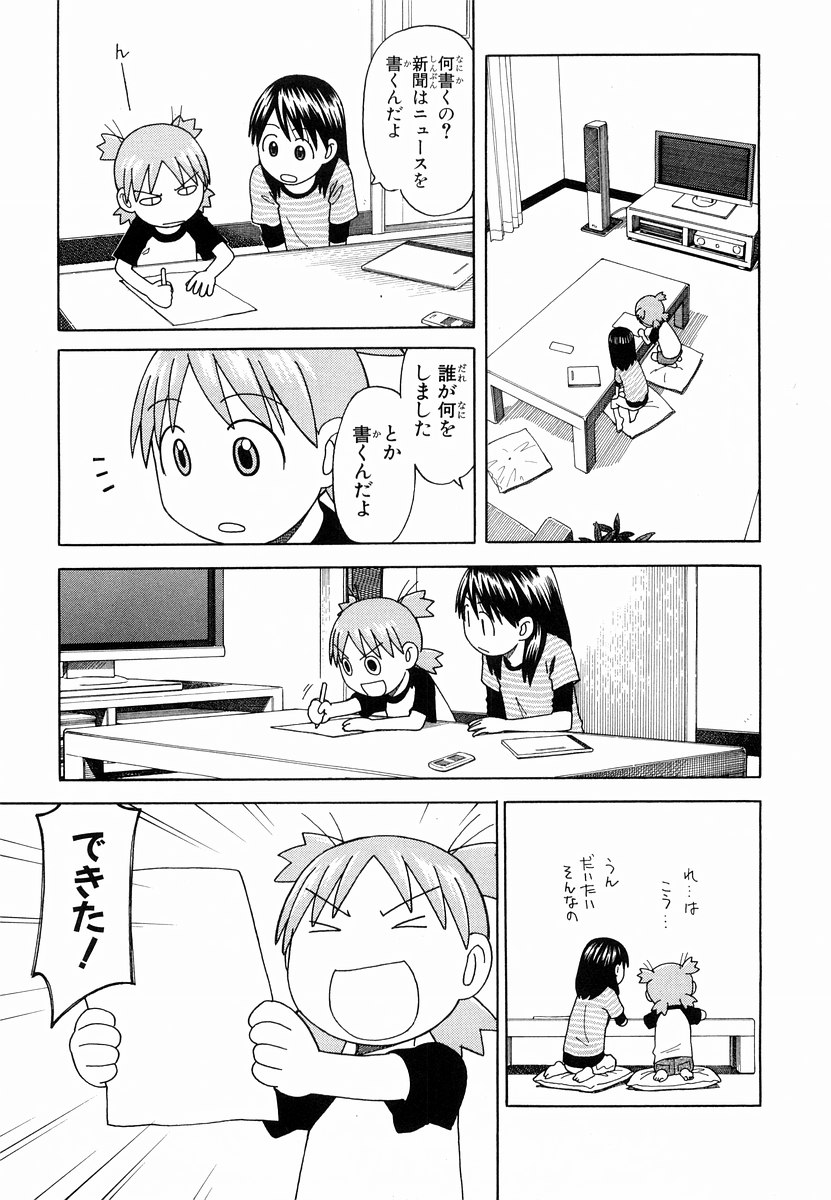 何書くの？
新聞はニュースを
書くんだよ
んー
誰が何を
しました
とか
書くんだよ
れ…は
こう…
うん
だいたい
そんなの
できた！